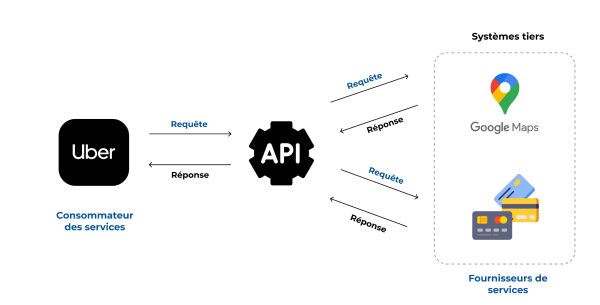 Systèmes tiers
Requête
Requête
Réponse
Google Maps
Uber
API
Réponse
Requête
Réponse
Consommateur
des services
Fournisseurs de
services